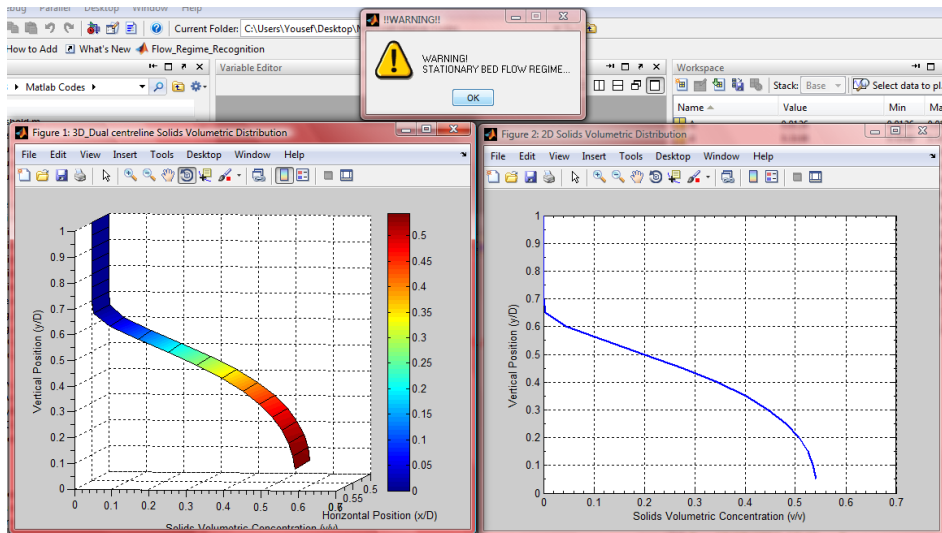 Debug Parallel Desktop Window Help
Current Folder: C:\Users\Yousef\Desktop\
How to Add What's New Flow_Regime_Recognition
Variable Editor
Workspace
Matlab Codes
Stack: Base Select data to pl
Name Value Min
!!WARNING!!
WARNING!
STATIONARY BED FLOW REGIME...
OK
Figure 1: 3D_Dual centreline Solids Volumetric Distribution
File Edit View Insert Tools Desktop Window Help
1
0.9
0.8
0.7
0.6
0.5
0.4
0.3
0.2
0.1
0
Vertical Position (y/D)
0 0.1 0.2 0.3 0.4 0.5 0.6
Solids Volumetric Concentration (v/v)
0.5
0.55
Horizontal Position (x/D)
0.5
0.45
0.4
0.35
0.3
0.25
0.2
0.15
0.1
0.05
0
Figure 2: 2D Solids Volumetric Distribution
File Edit View Insert Tools Desktop Window Help
1
0.9
0.8
0.7
0.6
0.5
0.4
0.3
0.2
0.1
0
Vertical Position (y/D)
0 0.1 0.2 0.3 0.4 0.5 0.6 0.7
Solids Volumetric Concentration (v/v)